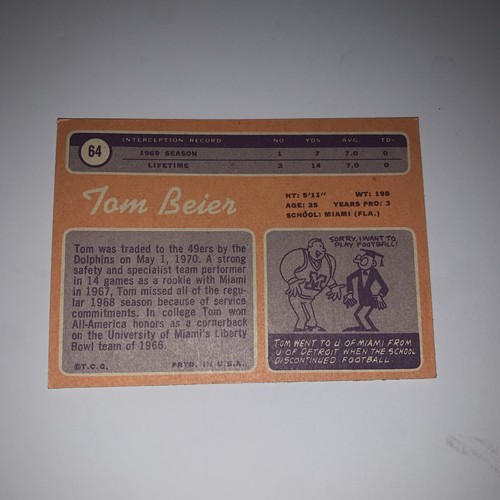 64
INTERCEPTION RECORD NO. YDS. AVG. TDs
1969 SEASON 1 7 7.0 0
LIFETIME 2 14 7.0 0
Tom Beier
HT: 5'11" WT: 198
AGE: 25 YEARS PRO: 3
SCHOOL: MIAMI (FLA.)
Tom was traded to the 49ers by the
Dolphins on May 1, 1970. A strong
safety and specialist team performer
in 14 games as a rookie with Miami
in 1967, Tom missed all of the regu-
lar 1968 season because of service
commitments. In college Tom won
All-America honors as a cornerback
on the University of Miami's Liberty
Bowl team of 1966.
©T.C.G. PRTD. IN U.S.A.
SORRY, I WANT TO
PLAY FOOTBALL!
M
TOM WENT TO U OF MIAMI FROM
U OF DETROIT WHEN THE SCHOOL
DISCONTINUED FOOTBALL